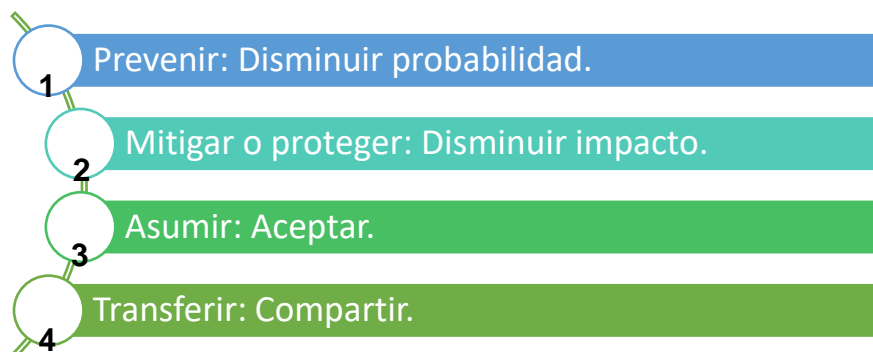 1 Prevenir: Disminuir probabilidad.
2 Mitigar o proteger: Disminuir impacto.
3 Asumir: Aceptar.
4 Transferir: Compartir.